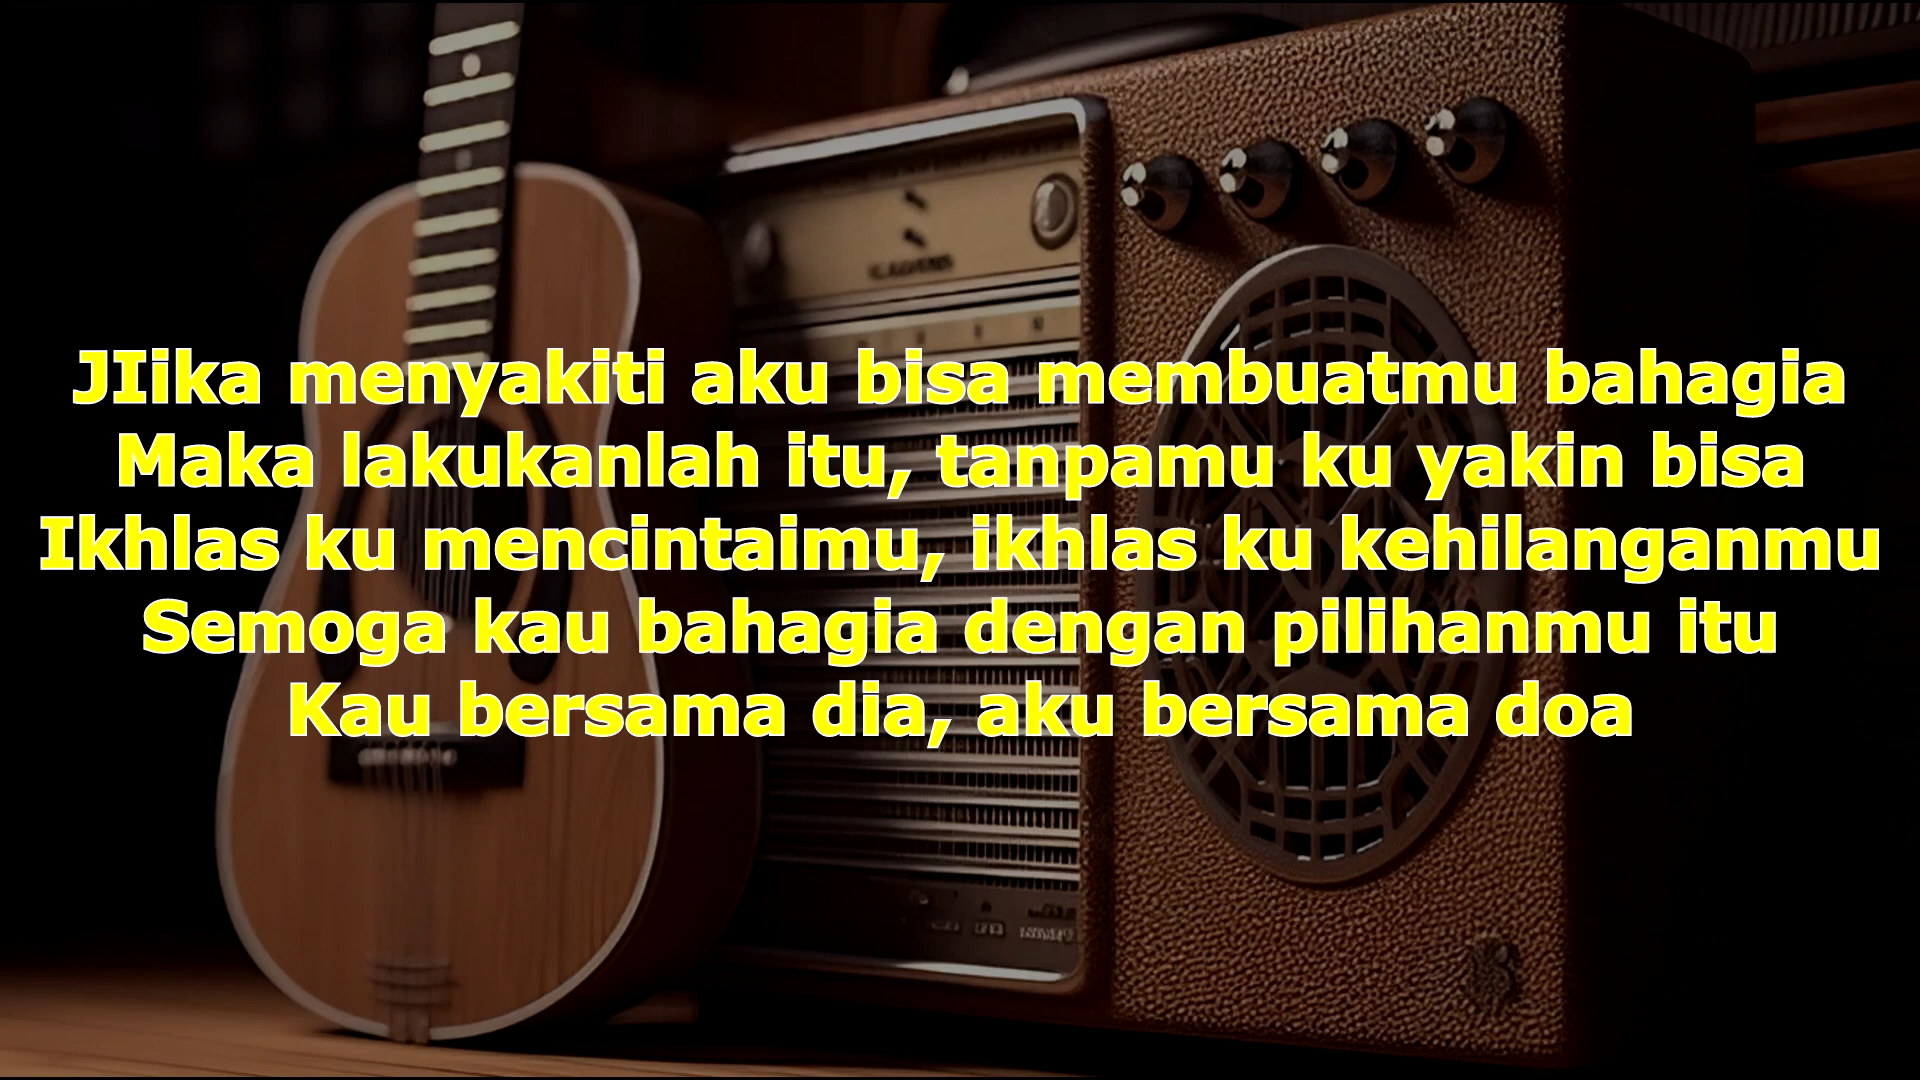 JIika menyakiti aku bisa membuatmu bahagia
Maka lakukanlah itu, tanpamu ku yakin bisa
Ikhlas ku mencintaimu, ikhlas ku kehilanganmu
Semoga kau bahagia dengan pilihanmu itu
Kau bersama dia, aku bersama doa